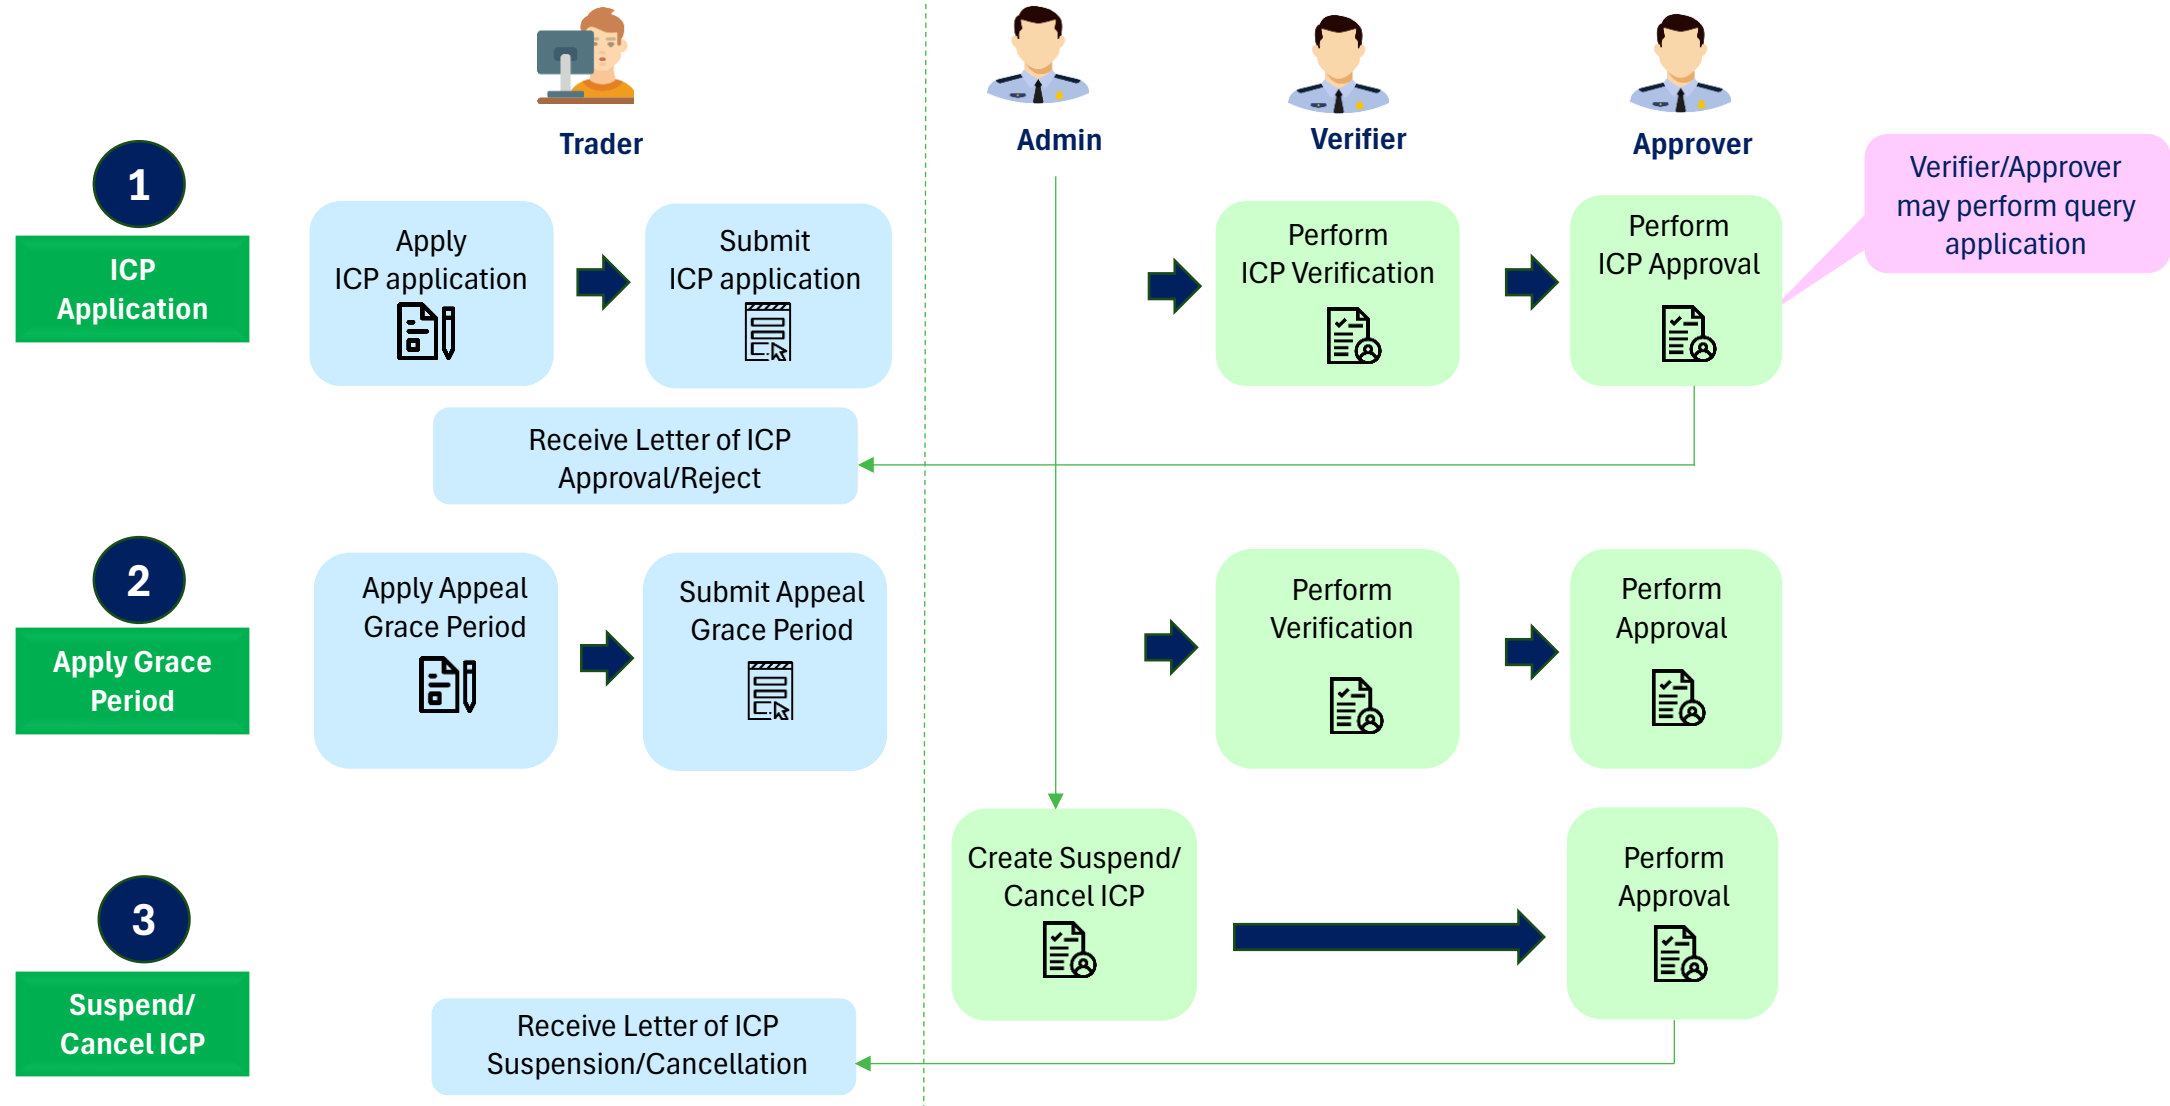 Trader
Admin
Verifier
Approver
Verifier/Approver
may perform query
application
1
ICP
Application
Apply
ICP application
Submit
ICP application
Perform
ICP Verification
Perform
ICP Approval
Receive Letter of ICP
Approval/Reject
2
Apply Grace
Period
Apply Appeal
Grace Period
Submit Appeal
Grace Period
Perform
Verification
Perform
Approval
3
Suspend/
Cancel ICP
Create Suspend/
Cancel ICP
Perform
Approval
Receive Letter of ICP
Suspension/Cancellation